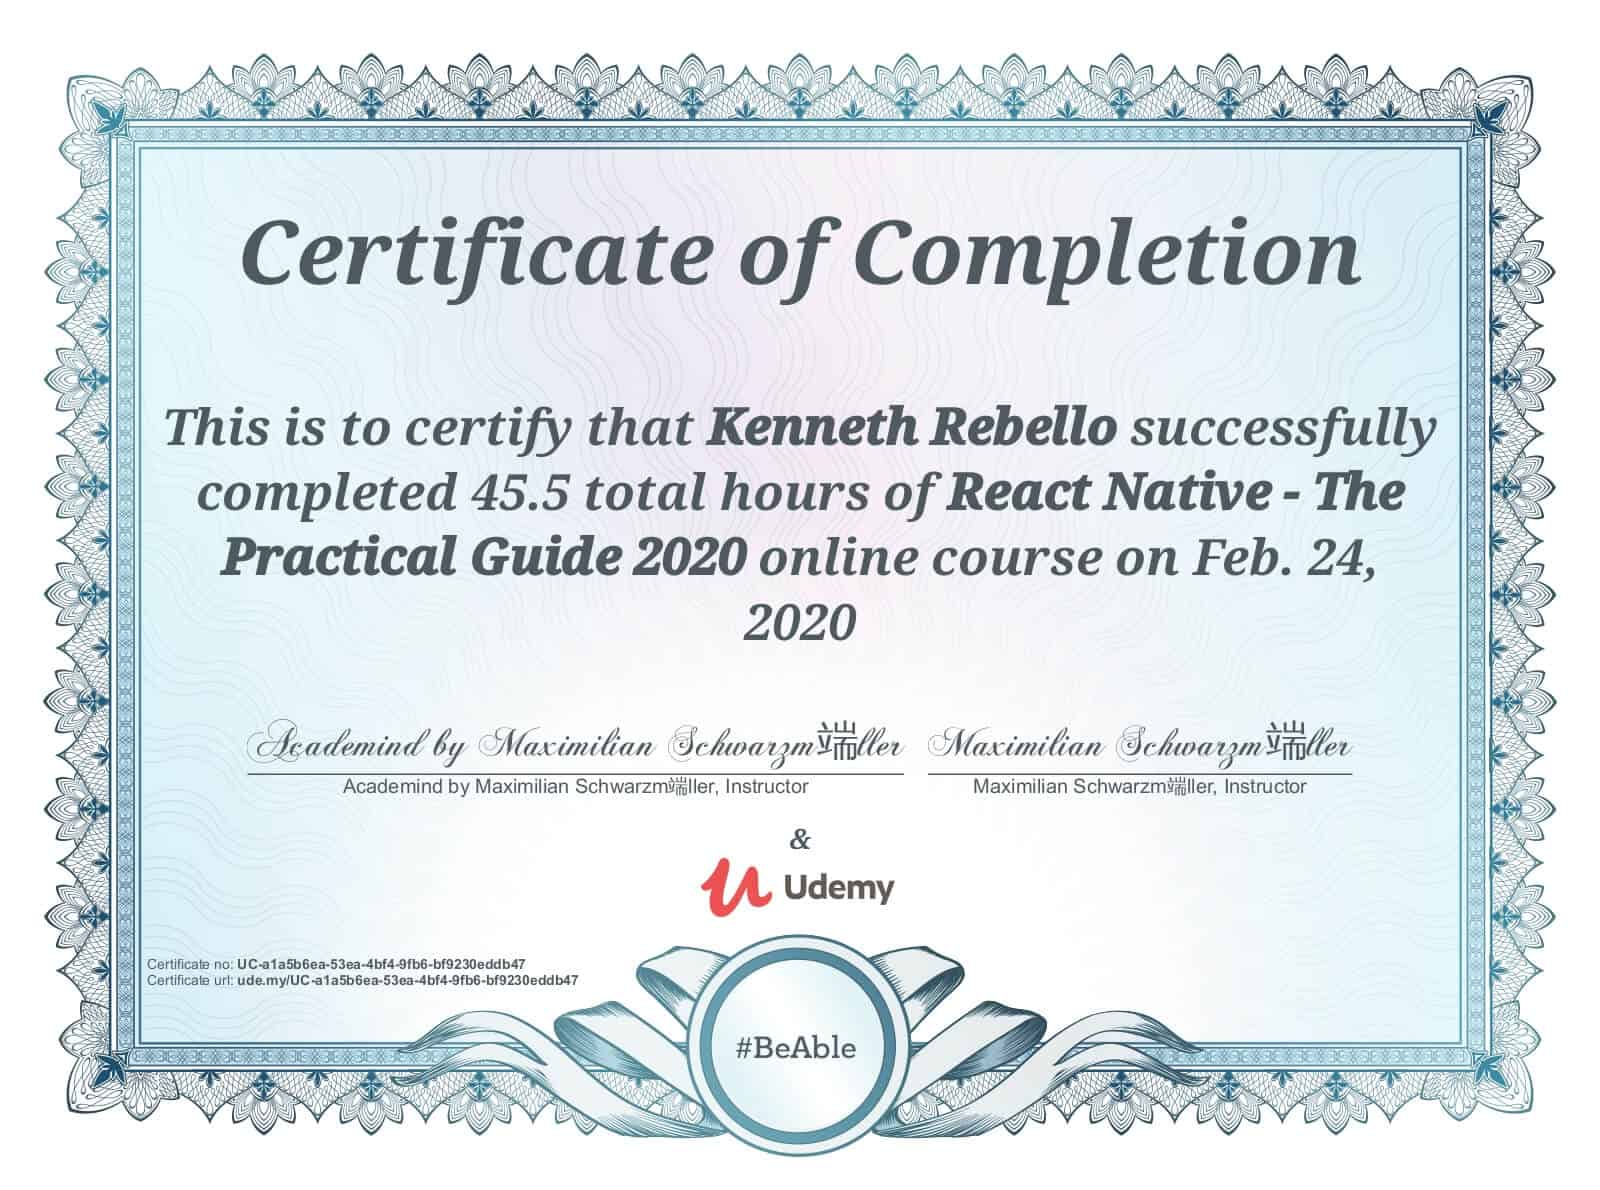 Certificate of Completion
This is to certify that Kenneth Rebello successfully
completed 45.5 total hours of React Native - The
Practical Guide 2020 online course on Feb. 24,
2020
Academind by Maximilian Schwarzm端ller Maximilian Schwarzm端ller
Academind by Maximilian Schwarzm端ller, Instructor Maximilian Schwarzm端ller, Instructor
&
Udemy
Certificate no: UC-a1a5b6ea-53ea-4bf4-9fb6-bf9230eddb47
Certificate url: ude.my/UC-a1a5b6ea-53ea-4bf4-9fb6-bf9230eddb47
#BeAble